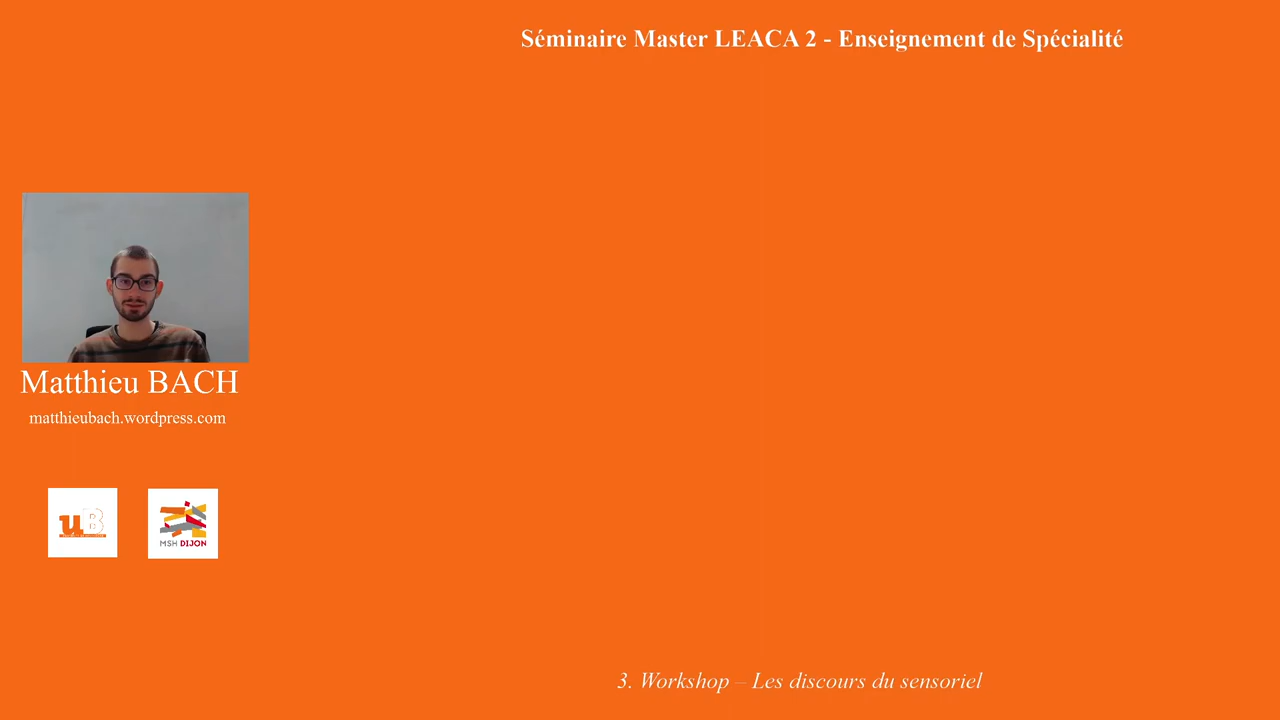 Séminaire Master LEACA 2 - Enseignement de Spécialité
Matthieu BACH
matthieubach.wordpress.com
uB
MSH DIJON
3. Workshop – Les discours du sensoriel